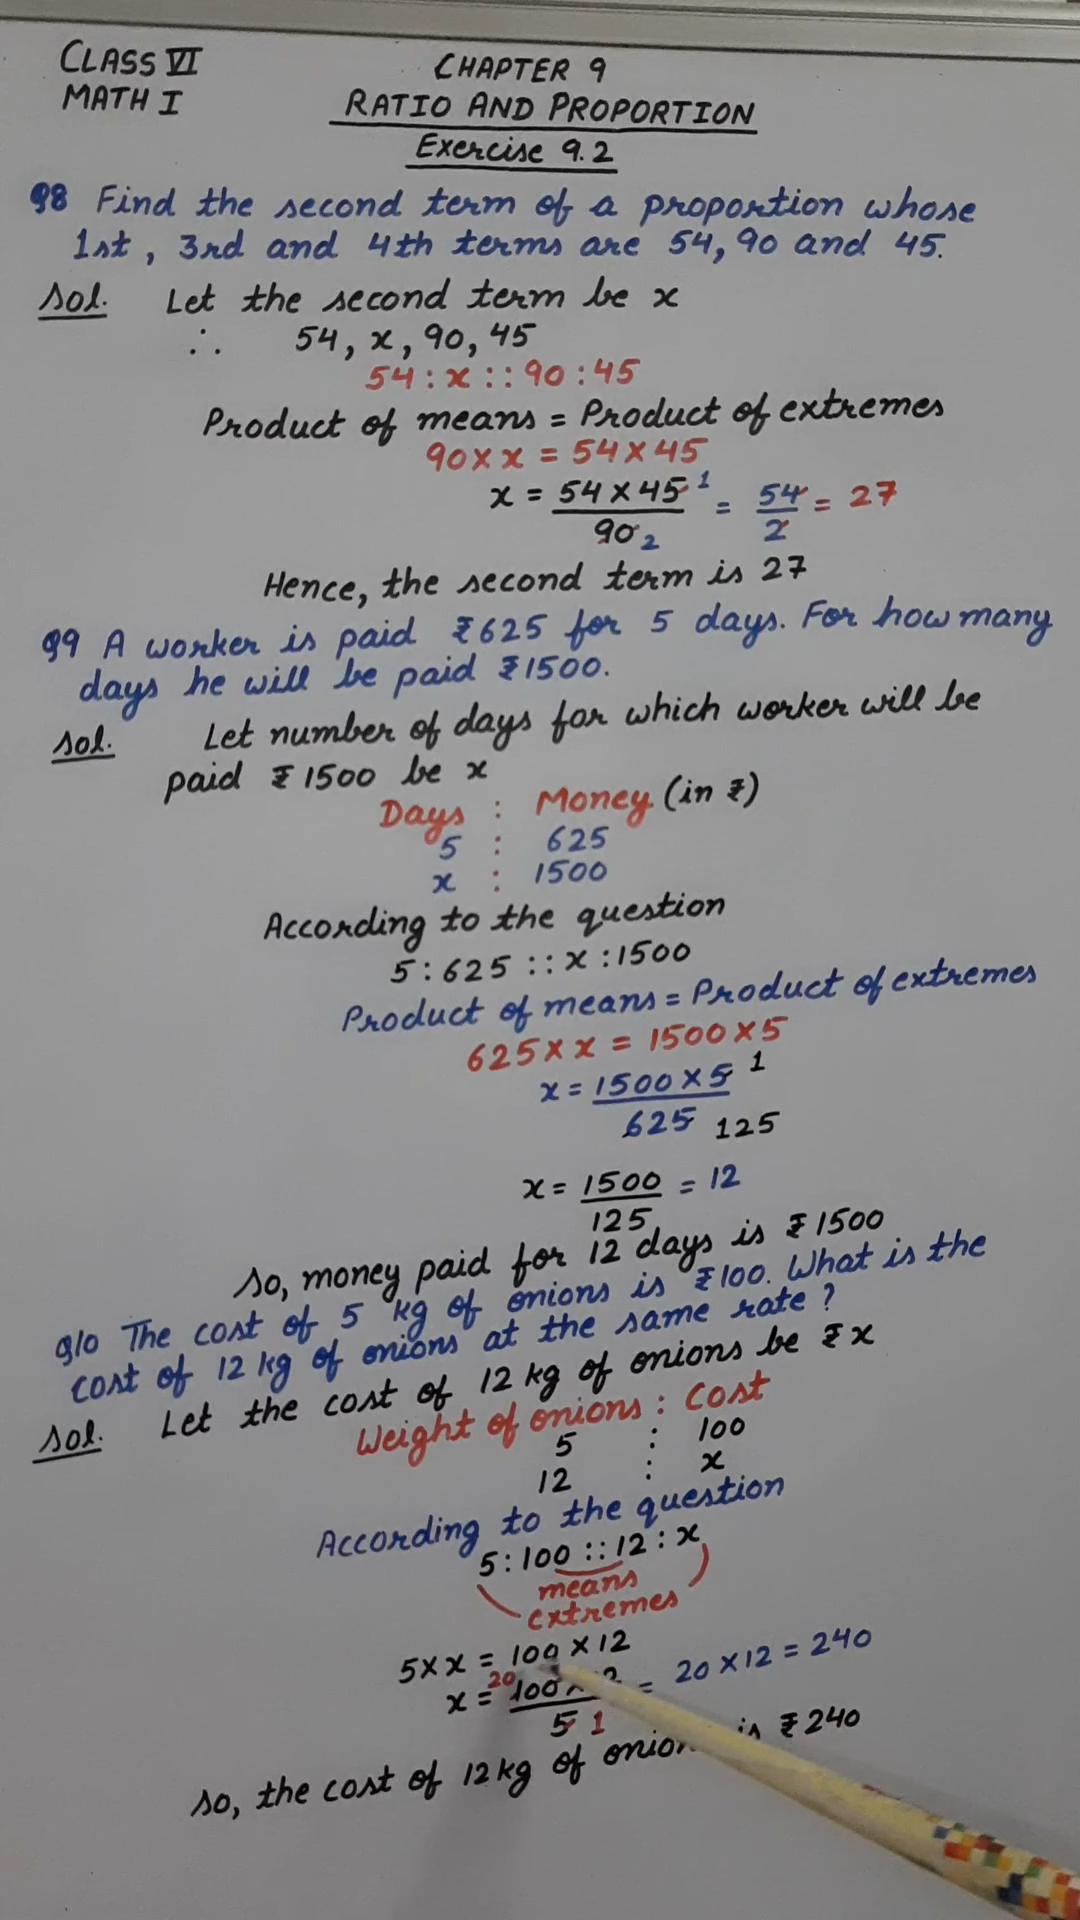 CLASS VI
MATH I
CHAPTER 9
RATIO AND PROPORTION
Exercise 9.2
Q8 Find the second term of a proportion whose
1st, 3rd and 4th terms are 54, 90 and 45.
Sol. Let the second term be x
∴ 54, x, 90, 45
54 : x :: 90 : 45
Product of means = Product of extremes
90 × x = 54 × 45
x = 54 × 45 1 = 54 = 27
90 2 2
Hence, the second term is 27
Q9 A worker is paid ₹625 for 5 days. For how many
days he will be paid ₹1500.
Sol. Let number of days for which worker will be
paid ₹1500 be x
Days : Money (in ₹)
5 : 625
x : 1500
According to the question
5 : 625 :: x : 1500
Product of means = Product of extremes
625 × x = 1500 × 5
x = 1500 × 5 1
625 125
x = 1500 = 12
125
So, money paid for 12 days is ₹1500
Q10 The cost of 5 kg of onions is ₹100. What is the
cost of 12 kg of onions at the same rate ?
Sol. Let the cost of 12 kg of onions be ₹x
Weight of onions : Cost
5 : 100
12 : x
According to the question
5 : 100 :: 12 : x
means
extremes
5 × x = 100 × 12
x = 20 100 = 20 × 12 = 240
5 1
So, the cost of 12 kg of is ₹240